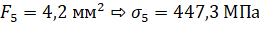 F₅ = 4,2 мм² ⇨ σ₅ = 447,3 МПа